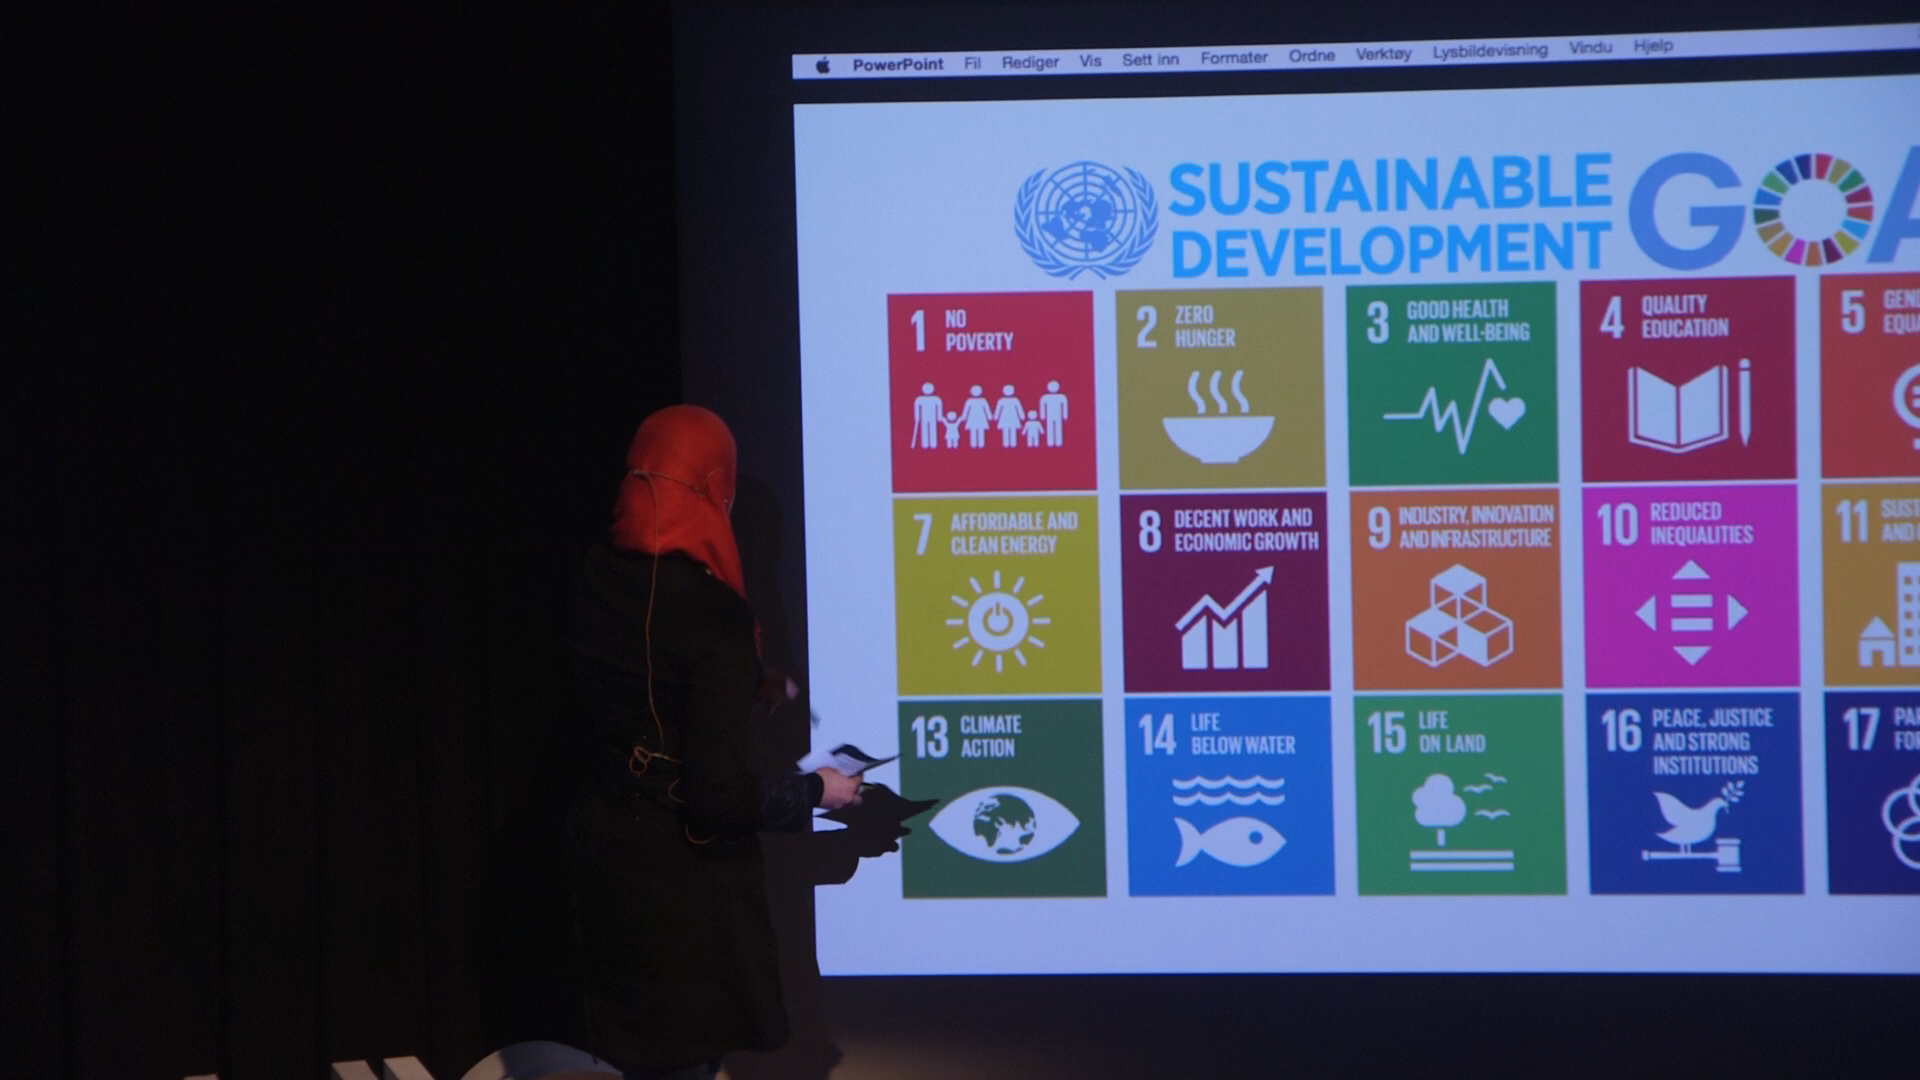 PowerPoint Fil Rediger Vis Sett inn Formater Ordne Verktøy Lysbildevisning Vindu Hjelp
SUSTAINABLE
DEVELOPMENT
1 NO
POVERTY
2 ZERO
HUNGER
3 GOOD HEALTH
AND WELL-BEING
4 QUALITY
EDUCATION
5
7 AFFORDABLE AND
CLEAN ENERGY
8 DECENT WORK AND
ECONOMIC GROWTH
9 INDUSTRY, INNOVATION
AND INFRASTRUCTURE
10 REDUCED
INEQUALITIES
11
13 CLIMATE
ACTION
14 LIFE
BELOW WATER
15 LIFE
ON LAND
16 PEACE, JUSTICE
AND STRONG
INSTITUTIONS
17